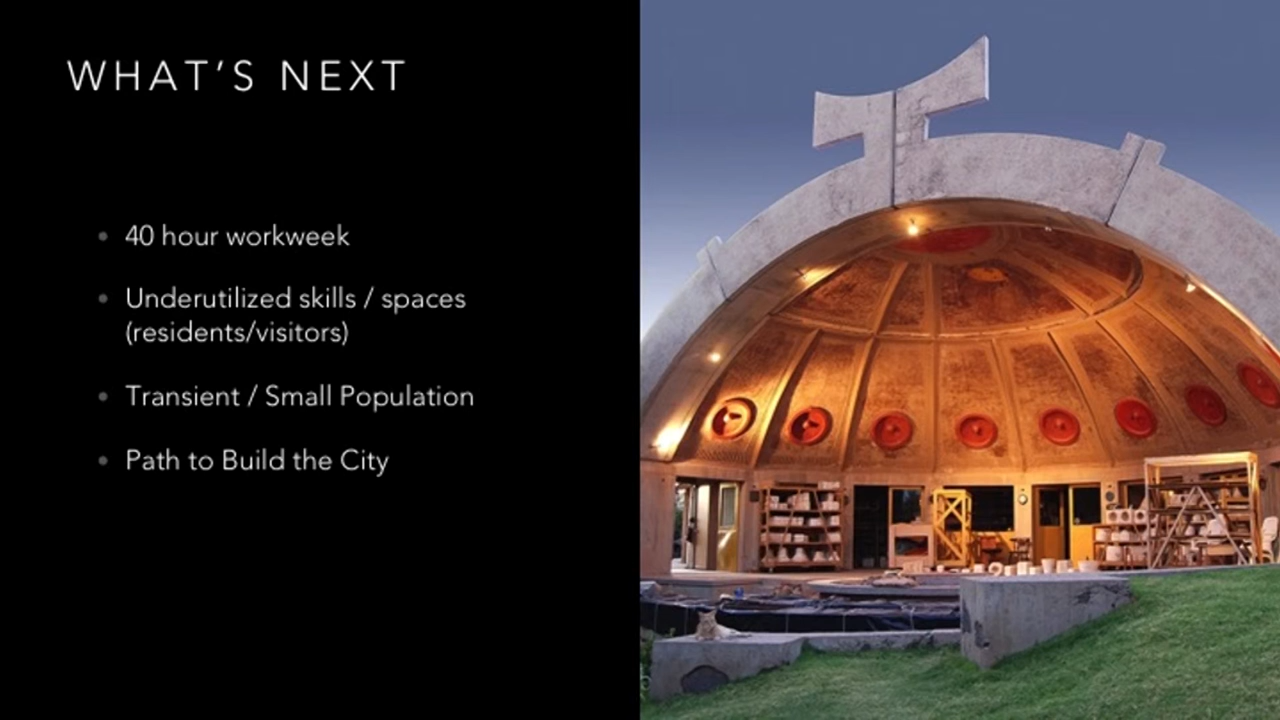 WHAT'S NEXT
• 40 hour workweek
• Underutilized skills / spaces
(residents/visitors)
• Transient / Small Population
• Path to Build the City